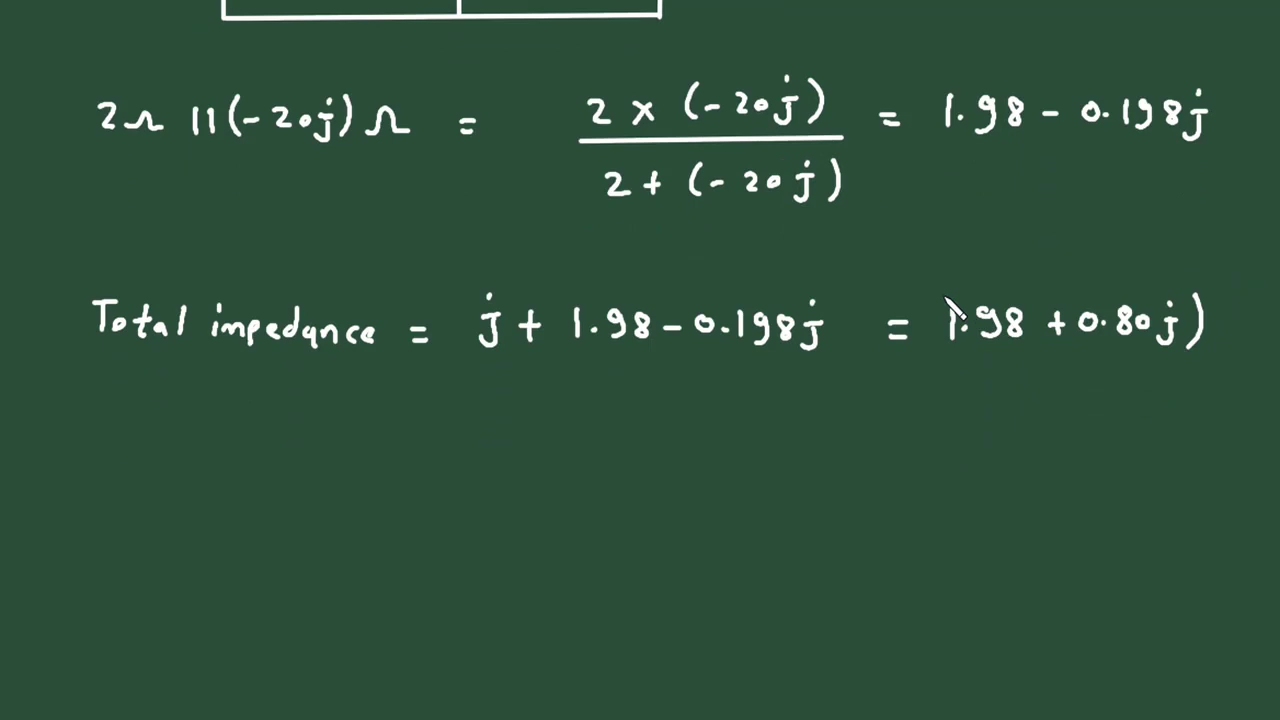 2Ω || (-20j) Ω = 2 × (-20j) / 2 + (-20j) = 1.98 - 0.198j
Total impedance = j + 1.98 - 0.198j = 1.98 + 0.80j)